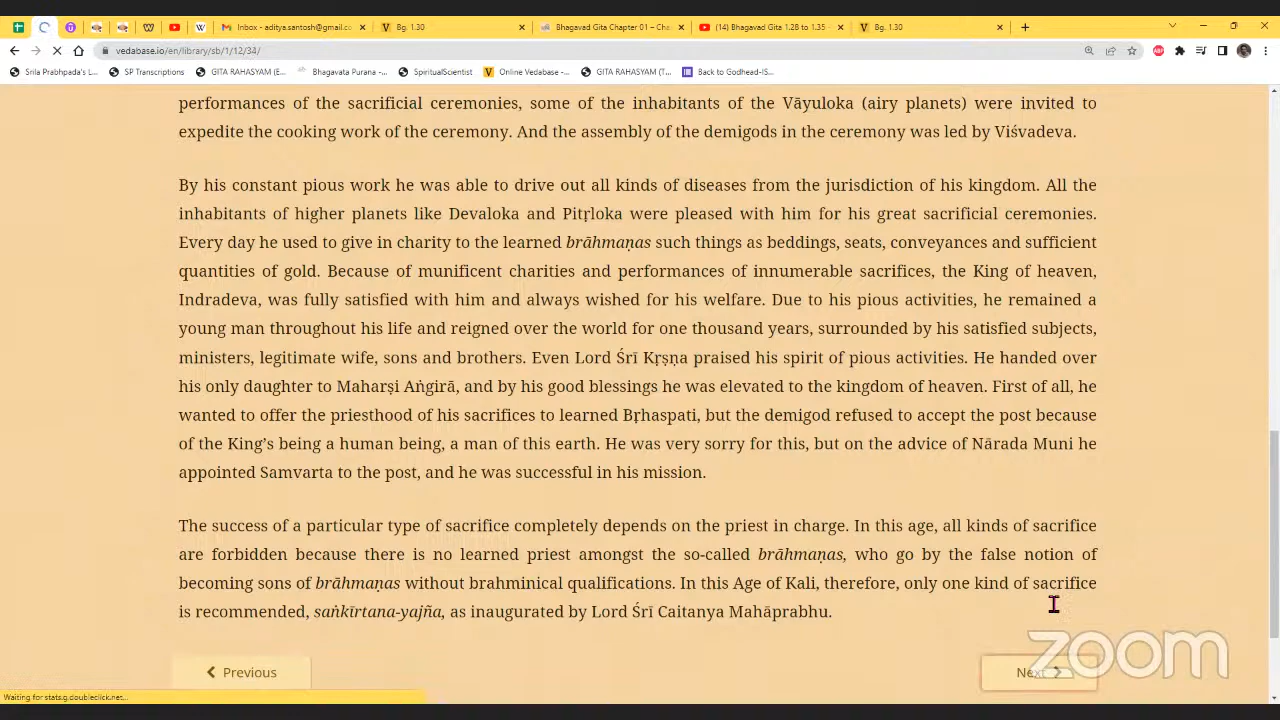 Inbox - aditya.santosh@gmail.c
Bg. 1.30
Bhagavad Gita Chapter 01 – Cha
(14) Bhagavad Gita 1.28 to 1.35 -
Bg. 1.30
vedabase.io/en/library/sb/1/12/34/
Srila Prabhpada's L...
SP Transcriptions
GITA RAHASYAM (E...
Bhagavata Purana -...
SpiritualScientist
Online Vedabase -...
GITA RAHASYAM (T...
Back to Godhead-IS...
performances of the sacrificial ceremonies, some of the inhabitants of the Vāyuloka (airy planets) were invited to
expedite the cooking work of the ceremony. And the assembly of the demigods in the ceremony was led by Viśvadeva.
By his constant pious work he was able to drive out all kinds of diseases from the jurisdiction of his kingdom. All the
inhabitants of higher planets like Devaloka and Pitṛloka were pleased with him for his great sacrificial ceremonies.
Every day he used to give in charity to the learned brāhmaṇas such things as beddings, seats, conveyances and sufficient
quantities of gold. Because of munificent charities and performances of innumerable sacrifices, the King of heaven,
Indradeva, was fully satisfied with him and always wished for his welfare. Due to his pious activities, he remained a
young man throughout his life and reigned over the world for one thousand years, surrounded by his satisfied subjects,
ministers, legitimate wife, sons and brothers. Even Lord Śrī Kṛṣṇa praised his spirit of pious activities. He handed over
his only daughter to Maharṣi Aṅgirā, and by his good blessings he was elevated to the kingdom of heaven. First of all, he
wanted to offer the priesthood of his sacrifices to learned Bṛhaspati, but the demigod refused to accept the post because
of the King's being a human being, a man of this earth. He was very sorry for this, but on the advice of Nārada Muni he
appointed Samvarta to the post, and he was successful in his mission.
The success of a particular type of sacrifice completely depends on the priest in charge. In this age, all kinds of sacrifice
are forbidden because there is no learned priest amongst the so-called brāhmaṇas, who go by the false notion of
becoming sons of brāhmaṇas without brahminical qualifications. In this Age of Kali, therefore, only one kind of sacrifice
is recommended, saṅkīrtana-yajña, as inaugurated by Lord Śrī Caitanya Mahāprabhu.
Previous
Next
zoom
Waiting for stats.g.doubleclick.net...